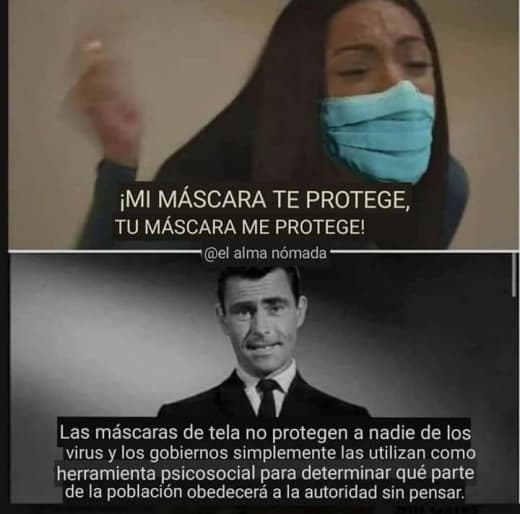 ¡MI MÁSCARA TE PROTEGE,
TU MÁSCARA ME PROTEGE!
@el alma nómada
Las máscaras de tela no protegen a nadie de los
virus y los gobiernos simplemente las utilizan como
herramienta psicosocial para determinar qué parte
de la población obedecerá a la autoridad sin pensar.